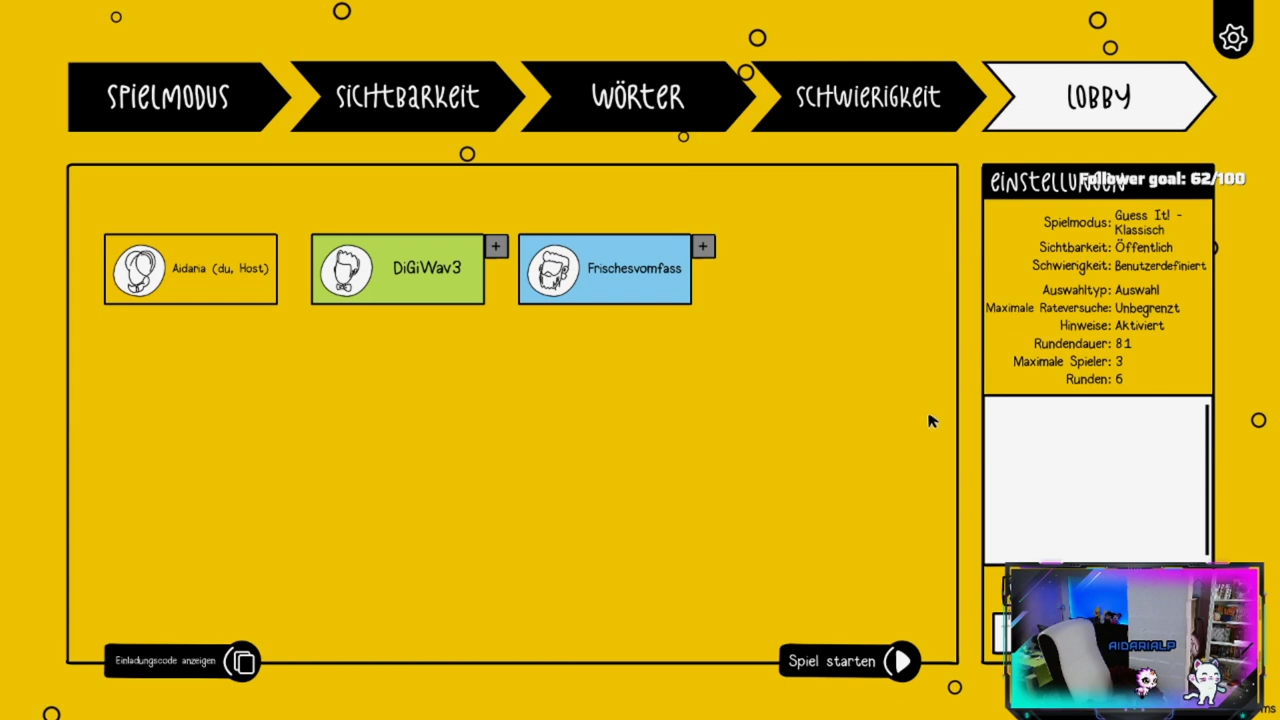 SPIELMODUS
SICHTBARKEIT
WÖRTER
SCHWIERIGKEIT
LOBBY
Follower goal: 62/100
Spielmodus: Guess It! -
Klassisch
Sichtbarkeit: Öffentlich
Schwierigkeit: Benutzerdefiniert
Auswahltyp: Auswahl
Maximale Rateversuche: Unbegrenzt
Hinweise: Aktiviert
Rundendauer: 81
Maximale Spieler: 3
Runden: 6
Aidaria (du, Host)
+
DiGiWav3
+
Frischesvomfass
Einladungscode anzeigen
Spiel starten
AIDARIALP
ms